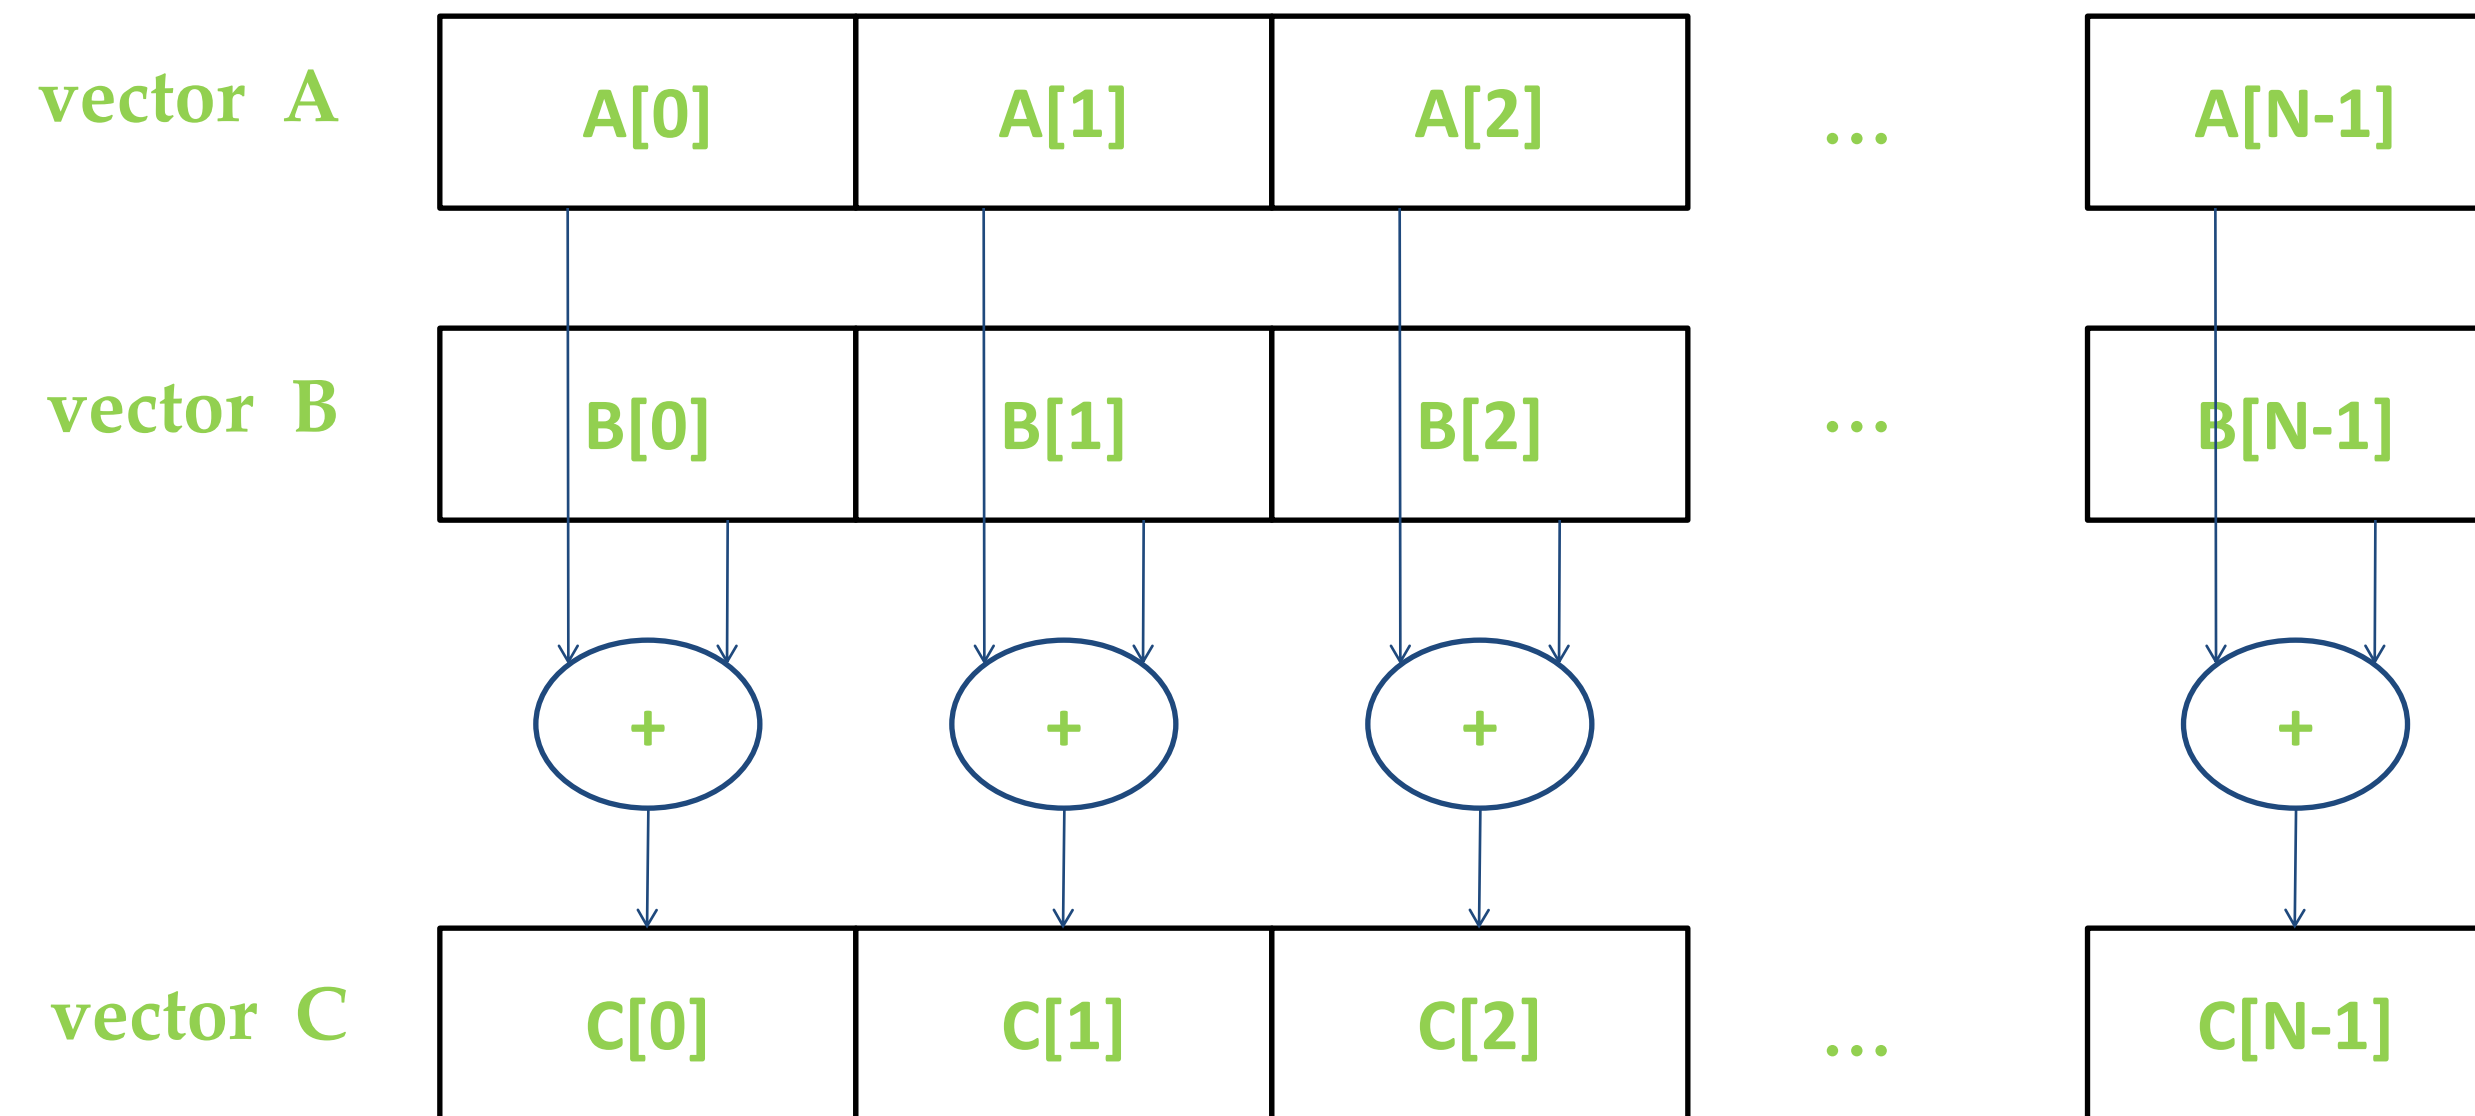 vector A A[0] A[1] A[2] ... A[N-1]
vector B B[0] B[1] B[2] ... B[N-1]
+ + + +
vector C C[0] C[1] C[2] ... C[N-1]